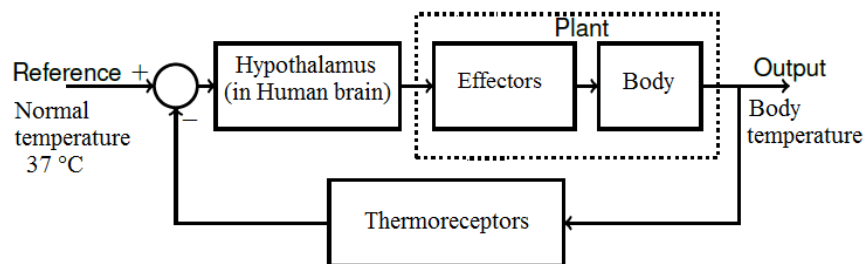 Plant
Reference +
Hypothalamus
(in Human brain)
Effectors
Body
Output
Normal
temperature
37 °C
–
Body
temperature
Thermoreceptors